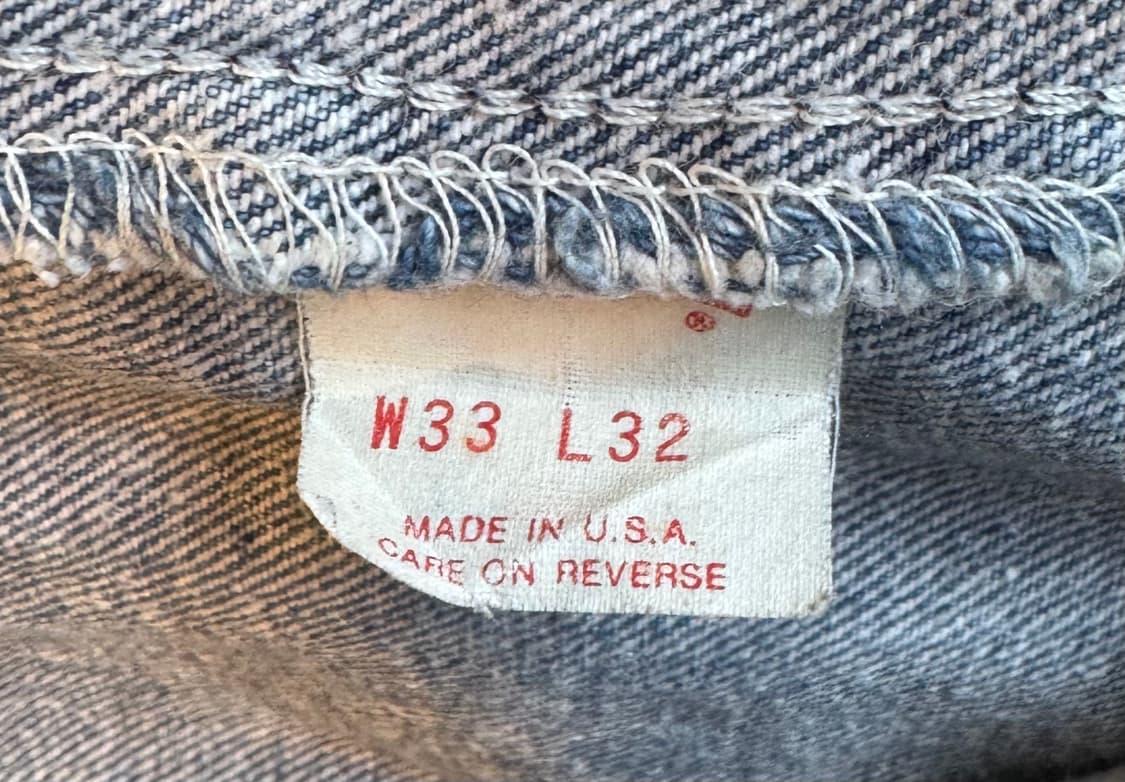 ®
W33 L32
MADE IN U.S.A.
CARE ON REVERSE